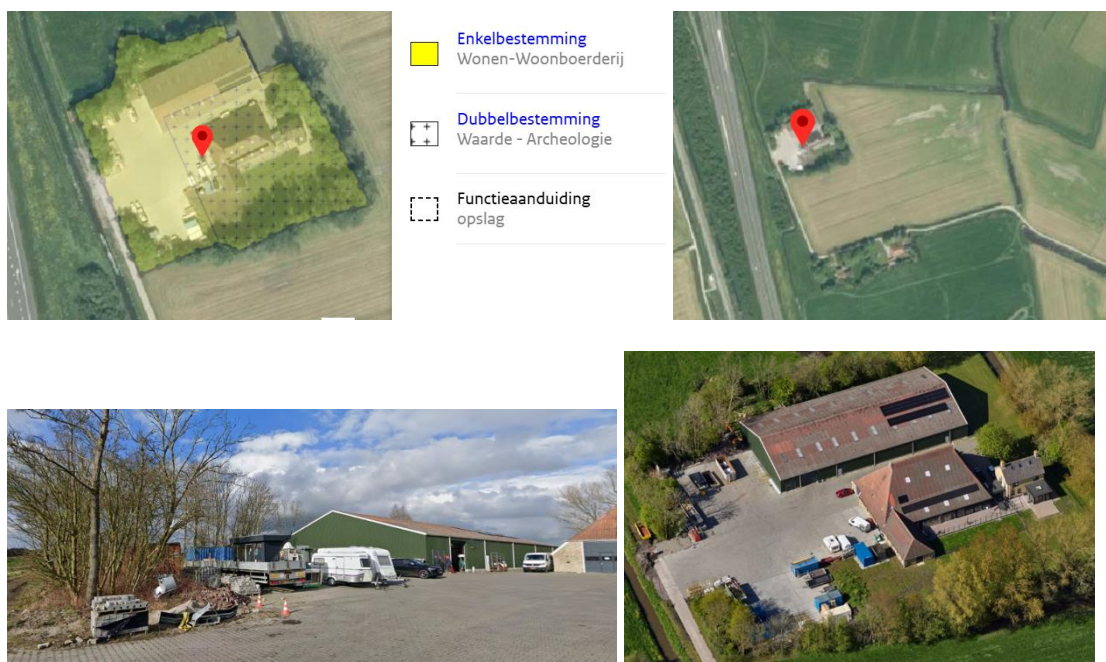 Enkelbestemming
Wonen-Woonboerderij
Dubbelbestemming
Waarde - Archeologie
Functieaanduiding
opslag